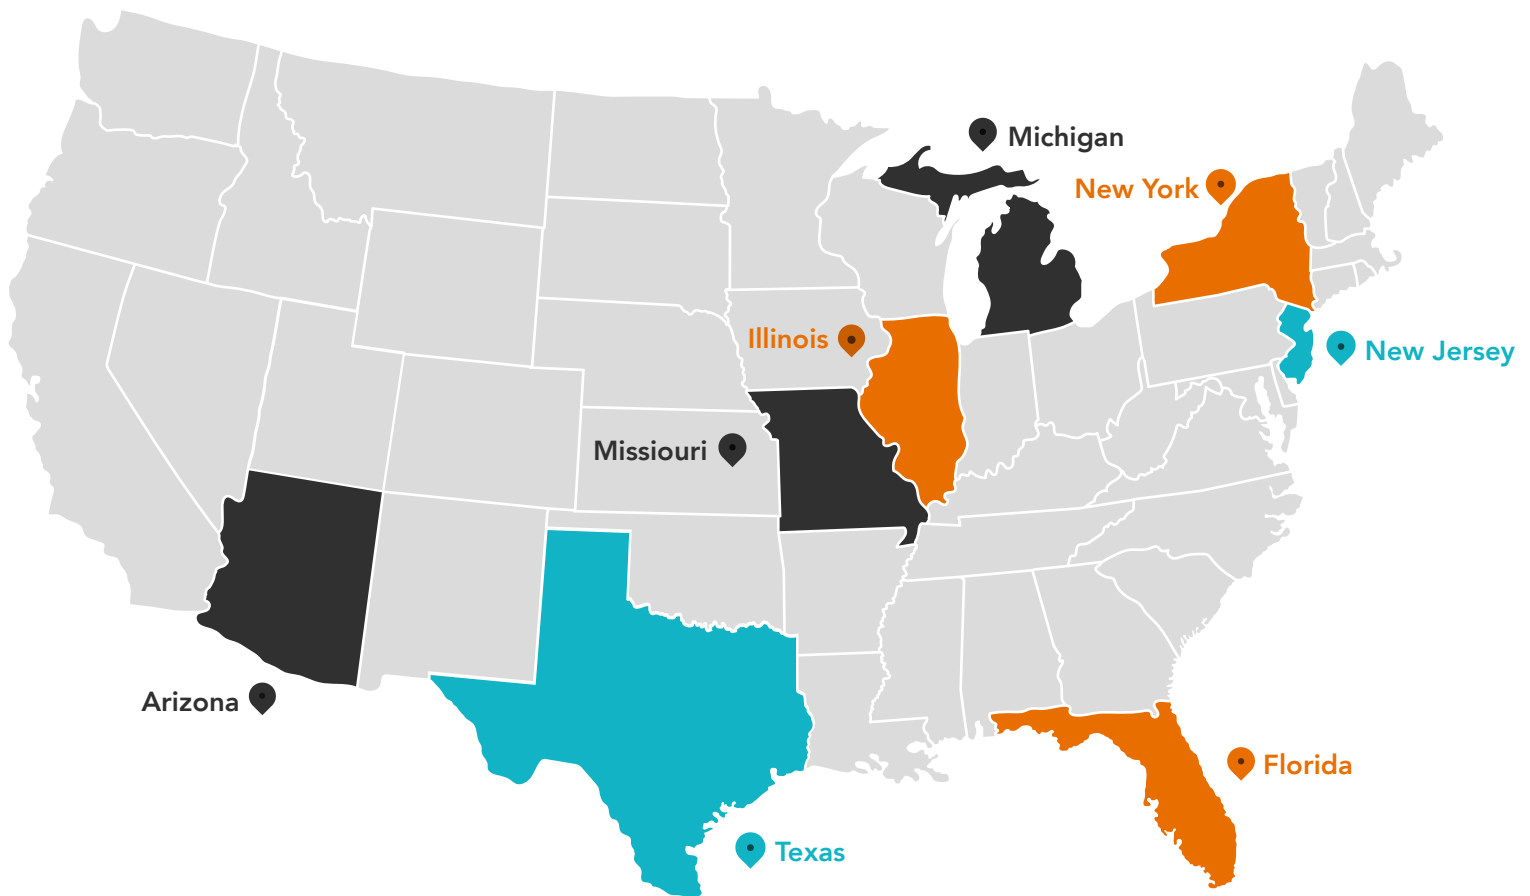 Michigan
New York
Illinois
New Jersey
Missiouri
Arizona
Florida
Texas